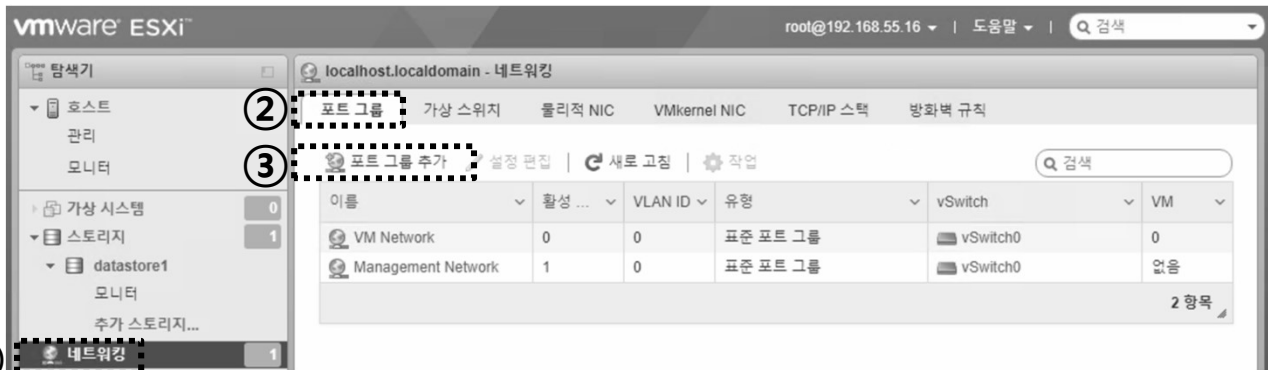 vmware ESXi™
root@192.168.55.16 | 도움말 | 검색
탐색기
호스트
관리
모니터
가상 시스템 0
스토리지 1
datastore1
모니터
추가 스토리지...
네트워킹 1
localhost.localdomain - 네트워킹
② 포트 그룹 가상 스위치 물리적 NIC VMkernel NIC TCP/IP 스택 방화벽 규칙
③ 포트 그룹 추가 설정 편집 | 새로 고침 | 작업 검색
이름 활성 ... VLAN ID 유형 vSwitch VM
VM Network 0 0 표준 포트 그룹 vSwitch0 0
Management Network 1 0 표준 포트 그룹 vSwitch0 없음
2 항목